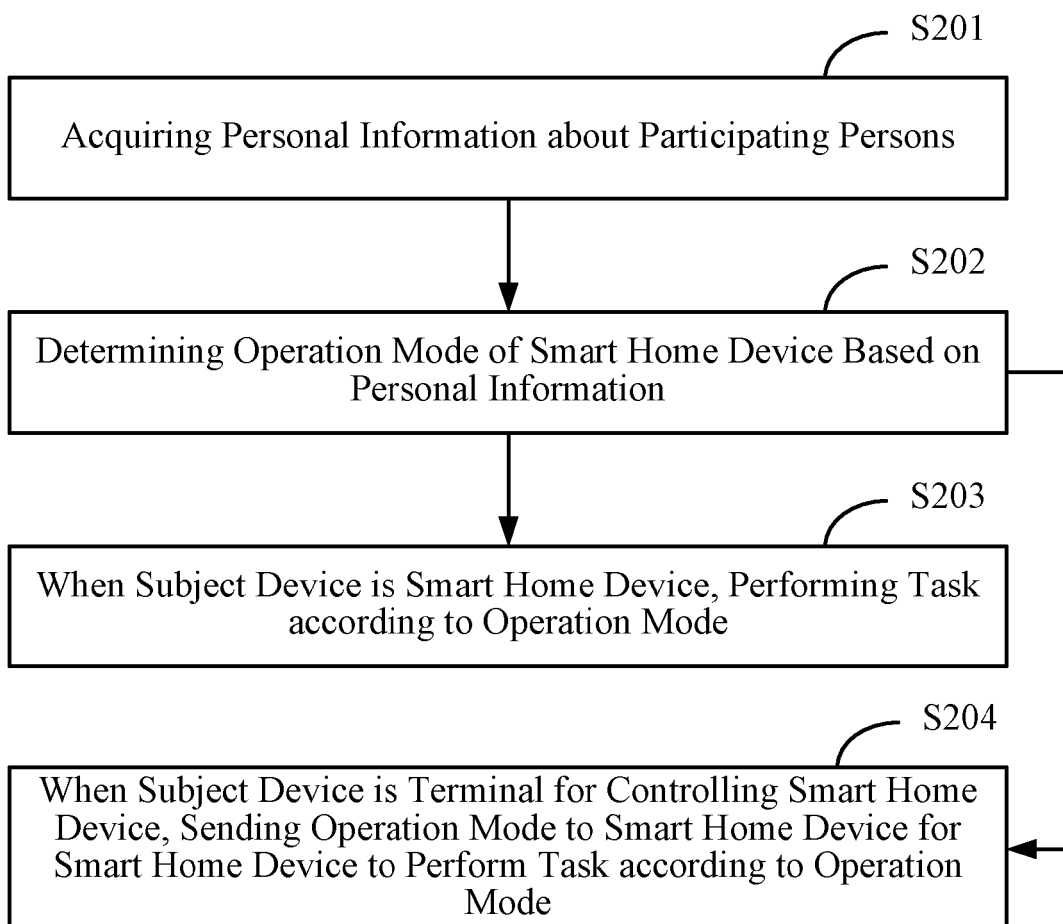 S201
Acquiring Personal Information about Participating Persons
S202
Determining Operation Mode of Smart Home Device Based on
Personal Information
S203
When Subject Device is Smart Home Device, Performing Task
according to Operation Mode
S204
When Subject Device is Terminal for Controlling Smart Home
Device, Sending Operation Mode to Smart Home Device for
Smart Home Device to Perform Task according to Operation
Mode